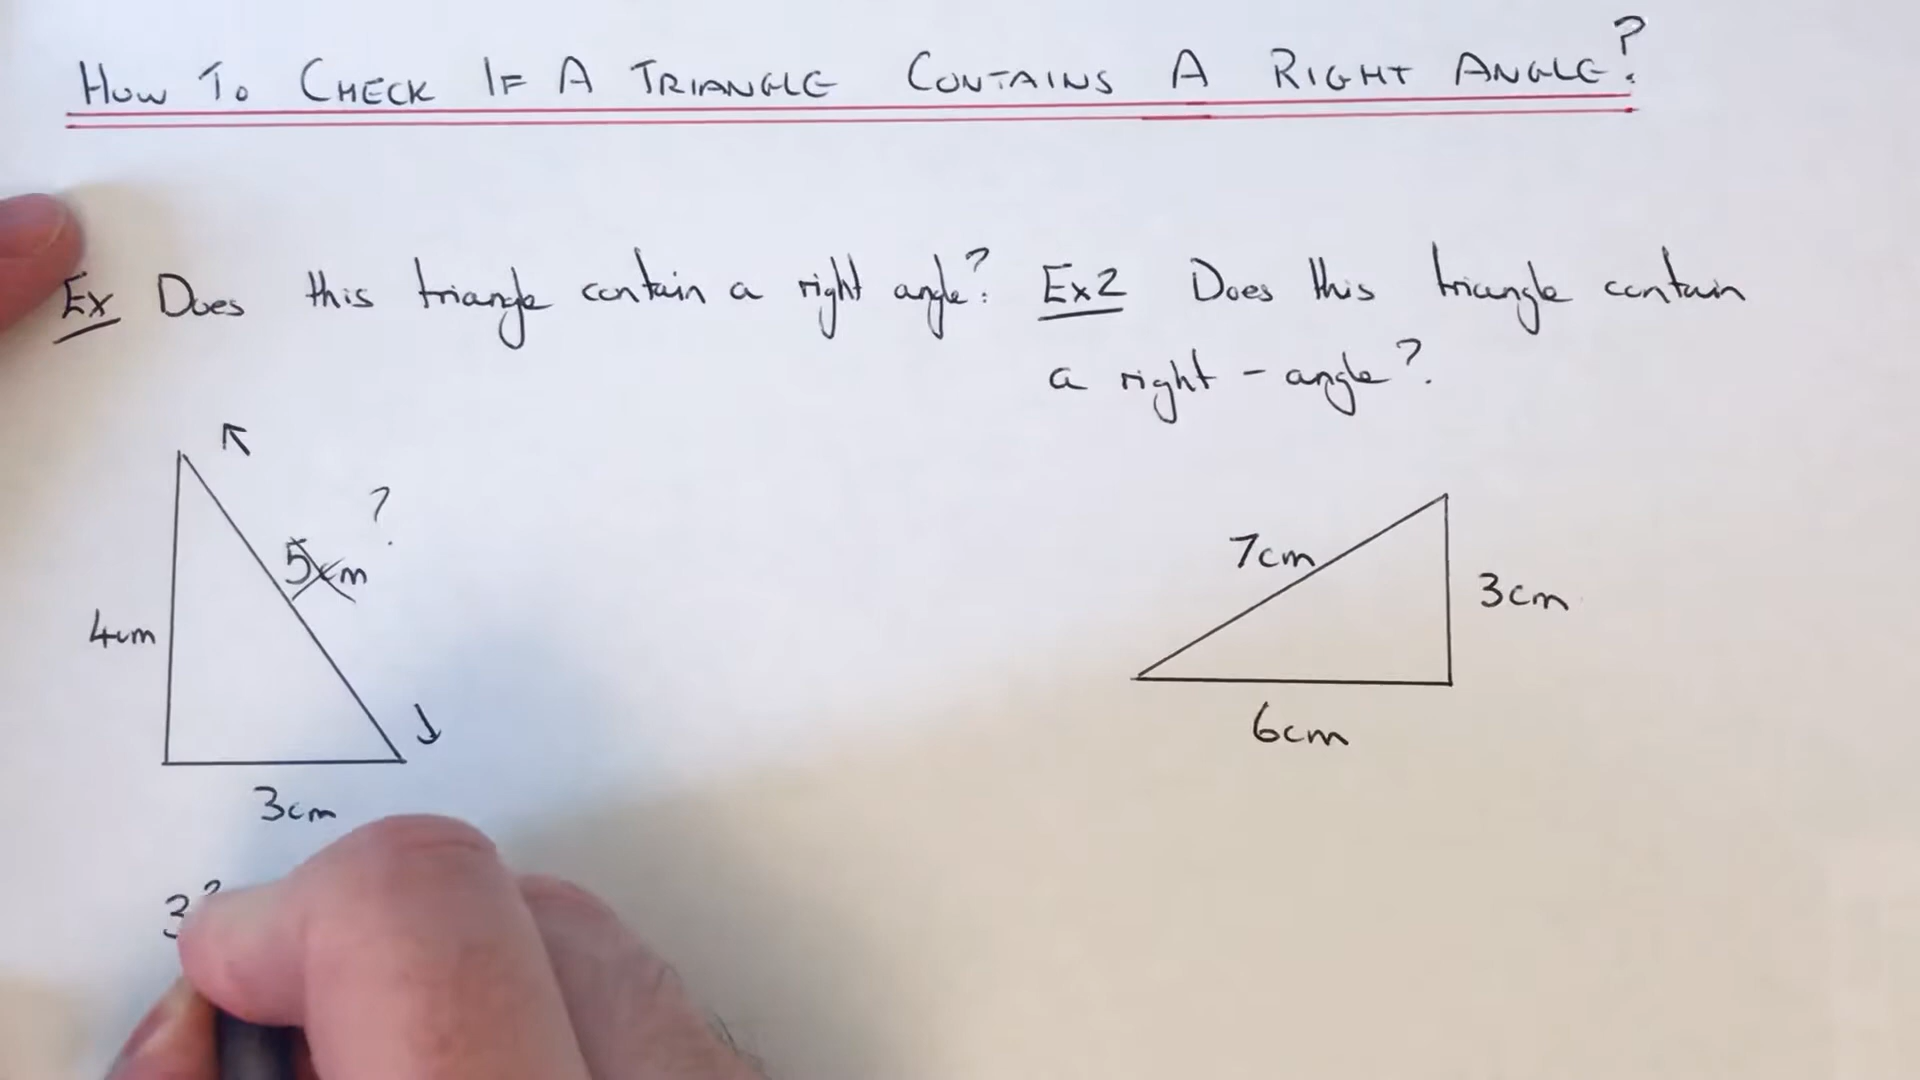 How To Check If A Triangle Contains A Right Angle?
Ex Does this triangle contain a right angle?
Ex2 Does this triangle contain
a right-angle?
?
5cm
4cm
3cm
3²
7cm
3cm
6cm